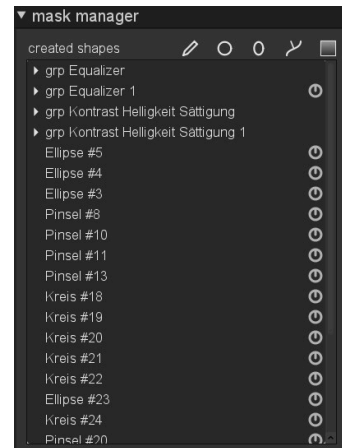 mask manager
created shapes
grp Equalizer
grp Equalizer 1
grp Kontrast Helligkeit Sättigung
grp Kontrast Helligkeit Sättigung 1
Ellipse #5
Ellipse #4
Ellipse #3
Pinsel #8
Pinsel #10
Pinsel #11
Pinsel #13
Kreis #18
Kreis #19
Kreis #20
Kreis #21
Kreis #22
Ellipse #23
Kreis #24
Pinsel #20